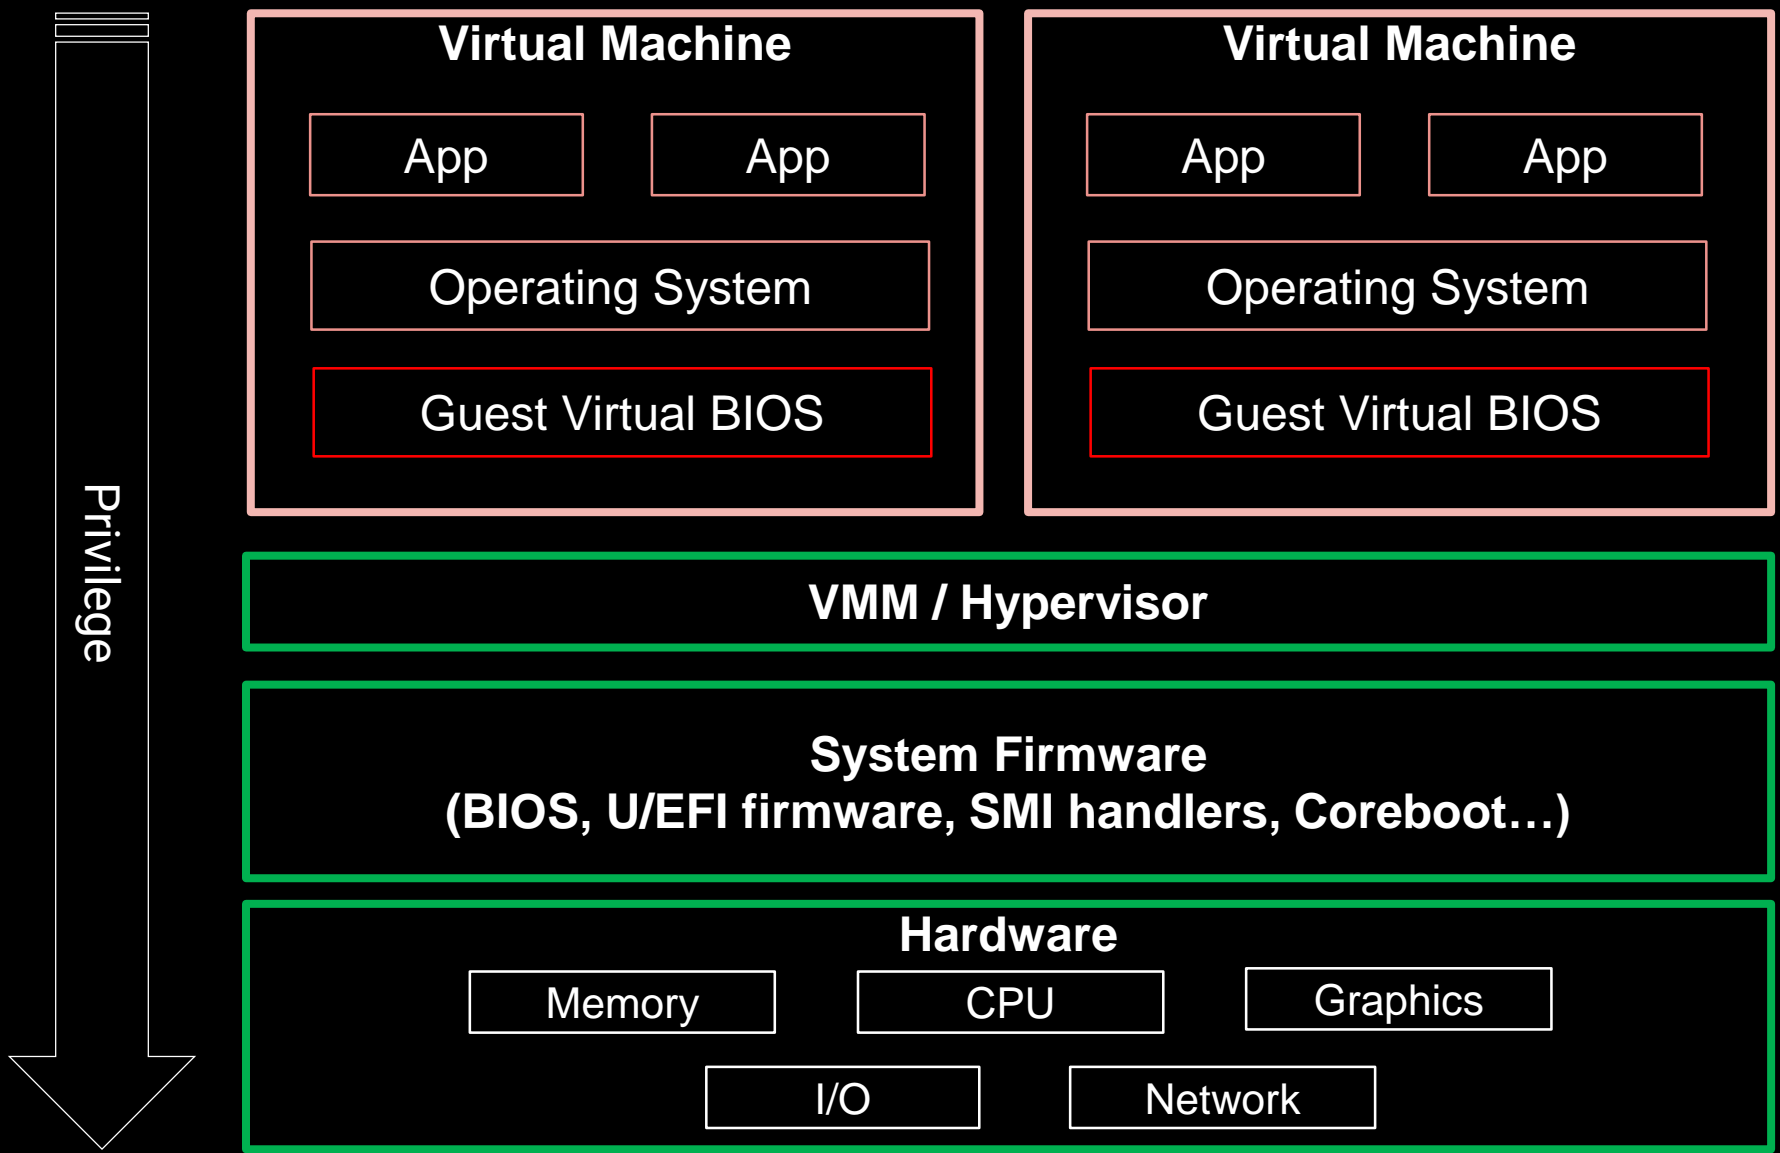 Privilege
Virtual Machine
App App
Operating System
Guest Virtual BIOS
Virtual Machine
App App
Operating System
Guest Virtual BIOS
VMM / Hypervisor
System Firmware
(BIOS, U/EFI firmware, SMI handlers, Coreboot…)
Hardware
Memory CPU Graphics
I/O Network